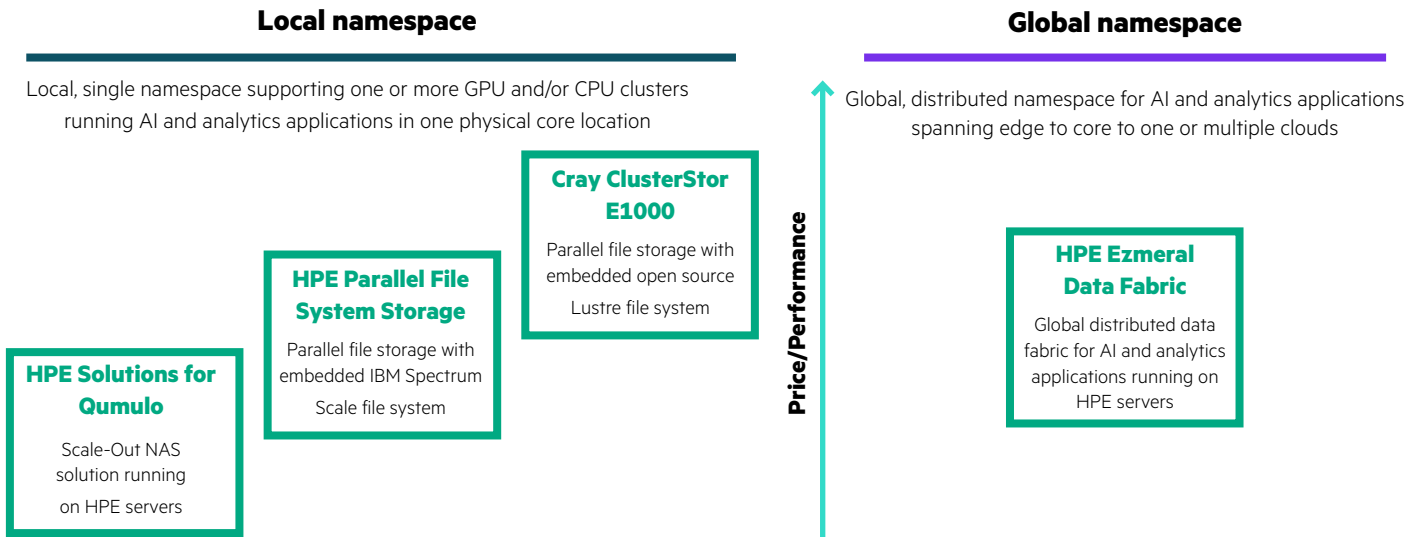 Local namespace
Local, single namespace supporting one or more GPU and/or CPU clusters
running AI and analytics applications in one physical core location
Cray ClusterStor
E1000
Parallel file storage with
embedded open source
Lustre file system
HPE Parallel File
System Storage
Parallel file storage with
embedded IBM Spectrum
Scale file system
HPE Solutions for
Qumulo
Scale-Out NAS
solution running
on HPE servers
Price/Performance
Global namespace
Global, distributed namespace for AI and analytics applications
spanning edge to core to one or multiple clouds
HPE Ezmeral
Data Fabric
Global distributed data
fabric for AI and analytics
applications running on
HPE servers